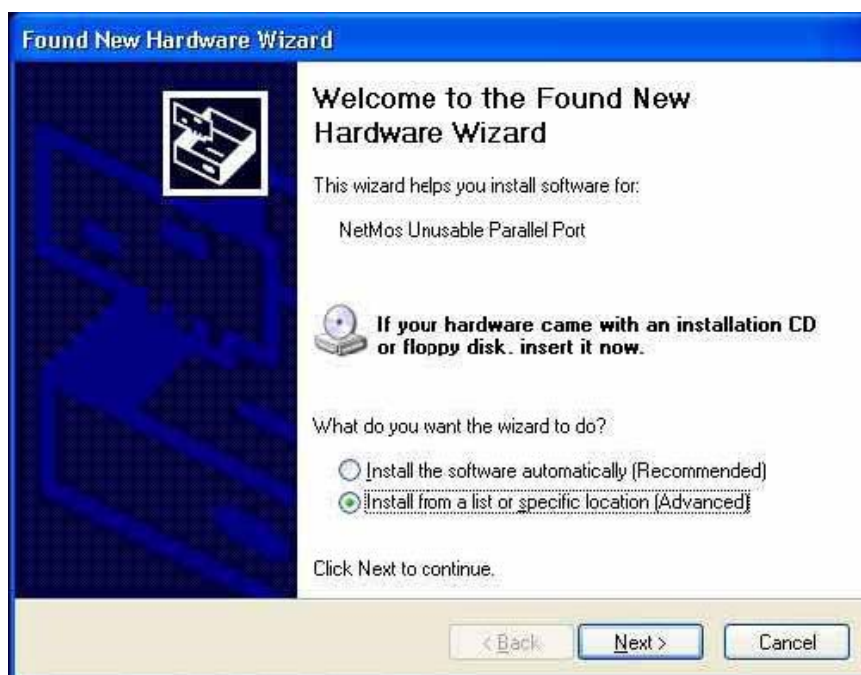 Found New Hardware Wizard
Welcome to the Found New
Hardware Wizard
This wizard helps you install software for:
NetMos Unusable Parallel Port
If your hardware came with an installation CD
or floppy disk. insert it now.
What do you want the wizard to do?
Install the software automatically (Recommended)
Install from a list or specific location (Advanced)
Click Next to continue.
< Back
Next >
Cancel